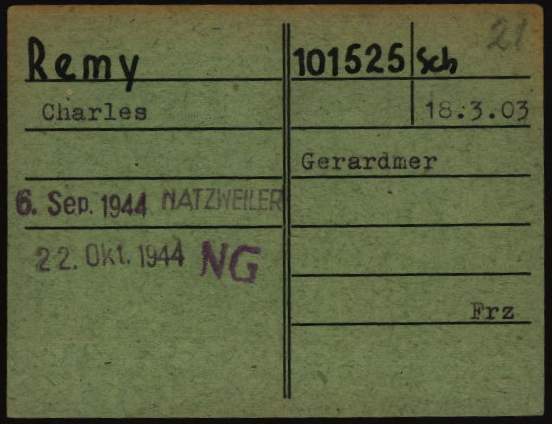 21
Remy 101525 Sch
Charles 18.3.03
Gerardmer
6. Sep. 1944 NATZWEILER
22. Okt. 1944 NG
Frz